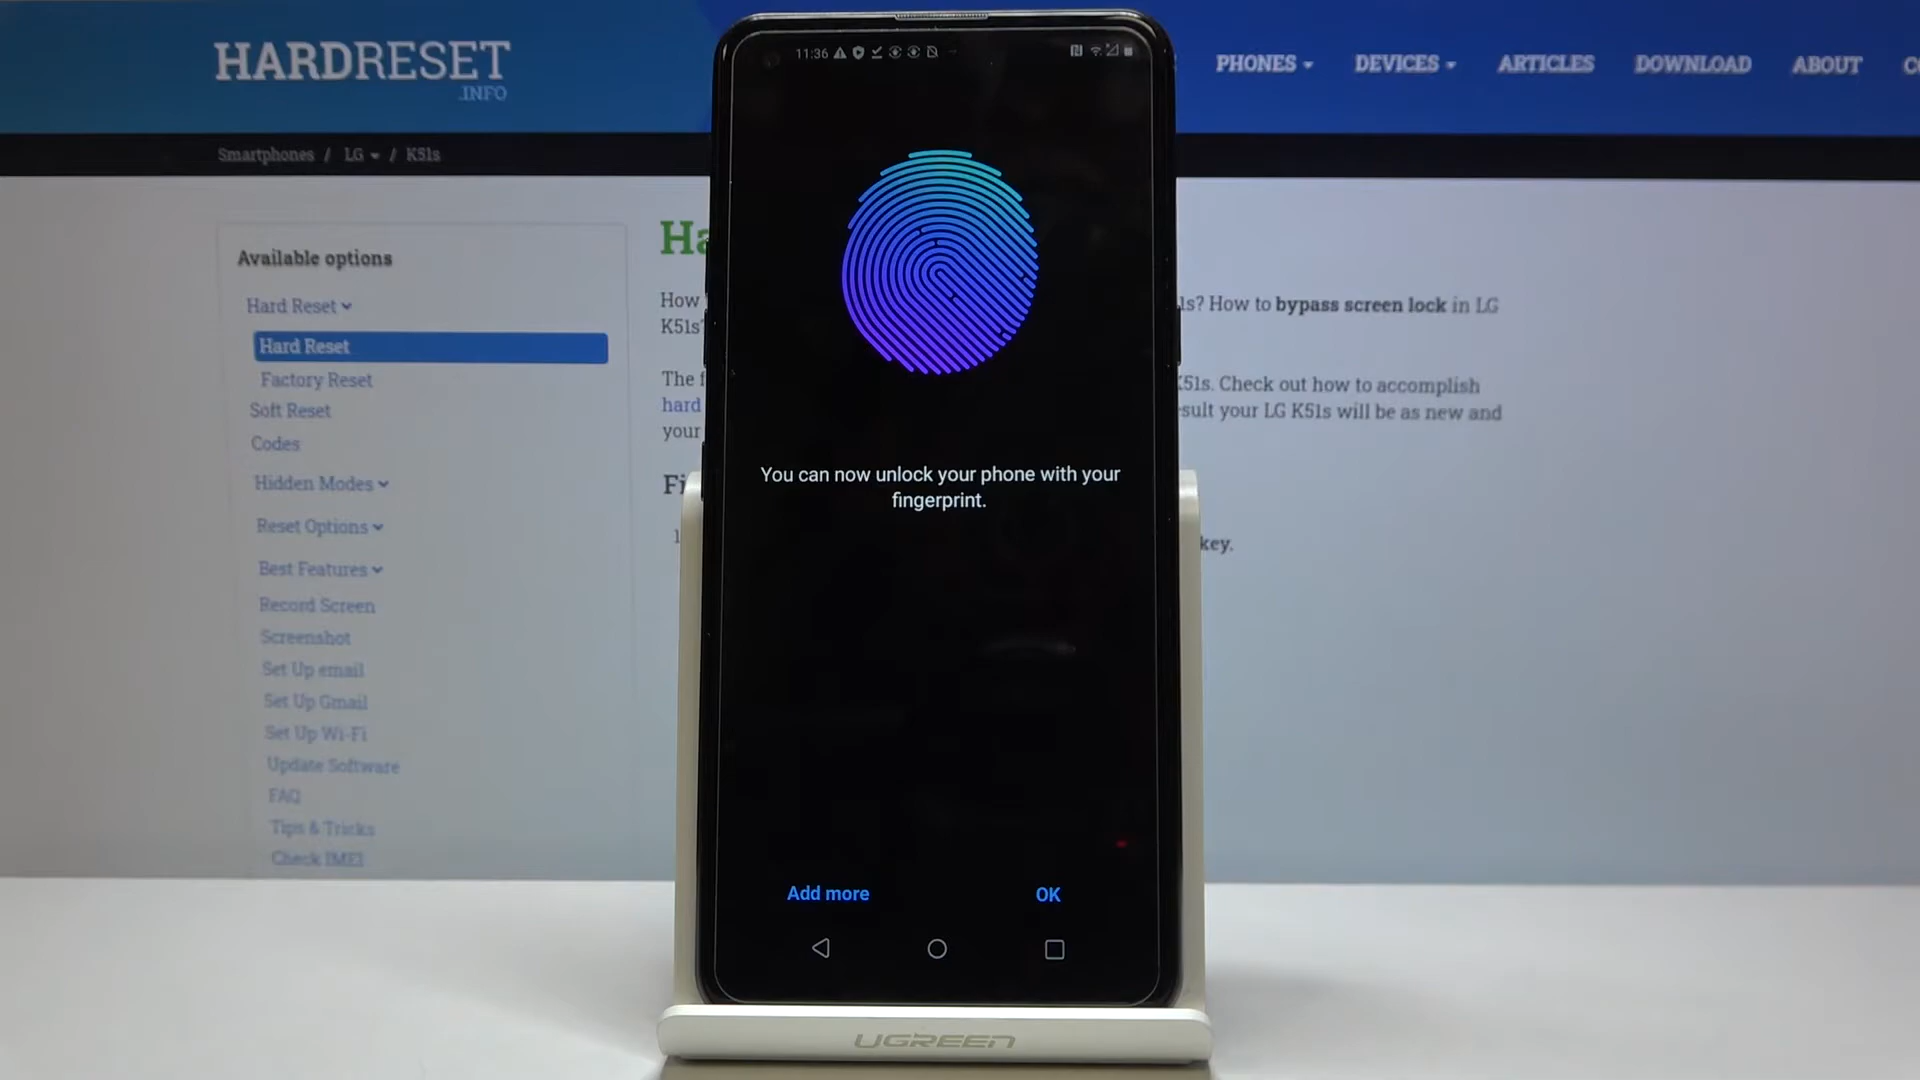 HARDRESET
.INFO
PHONES
DEVICES
ARTICLES
DOWNLOAD
ABOUT
Smartphones / LG / K51s
Available options
Hard Reset
Hard Reset
Factory Reset
Soft Reset
Codes
Hidden Modes
Reset Options
Best Features
Record Screen
Screenshot
Set Up email
Set Up Gmail
Set Up Wi-Fi
Update Software
FAQ
Tips & Tricks
Check IMEI
11:36
You can now unlock your phone with your
fingerprint.
Add more
OK
How
K51s
1s? How to bypass screen lock in LG
The f
hard
your
K51s. Check out how to accomplish
sult your LG K51s will be as new and
key.
UGREEN